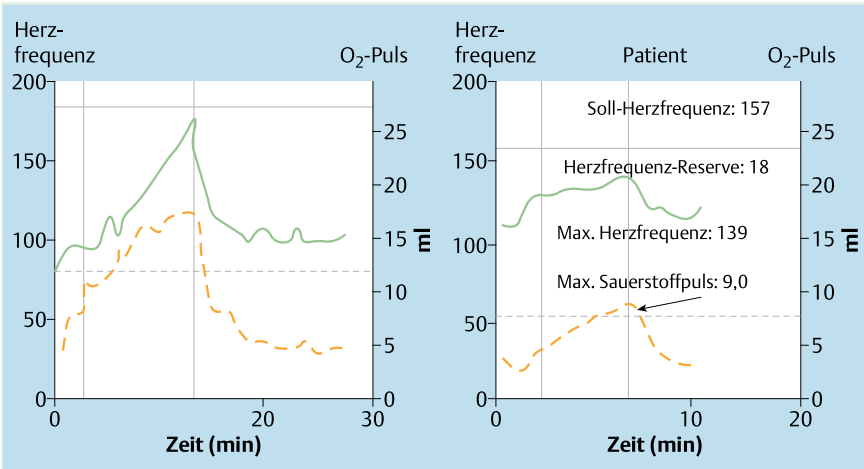 Herz-
frequenz
O₂-Puls
200
150
100
50
0
25
20
15
10
5
0
ml
0
20
30
Zeit (min)
Herz-
frequenz
Patient
O₂-Puls
200
150
100
50
0
Soll-Herzfrequenz: 157
Herzfrequenz-Reserve: 18
Max. Herzfrequenz: 139
Max. Sauerstoffpuls: 9,0
25
20
15
10
5
0
ml
0
10
20
Zeit (min)